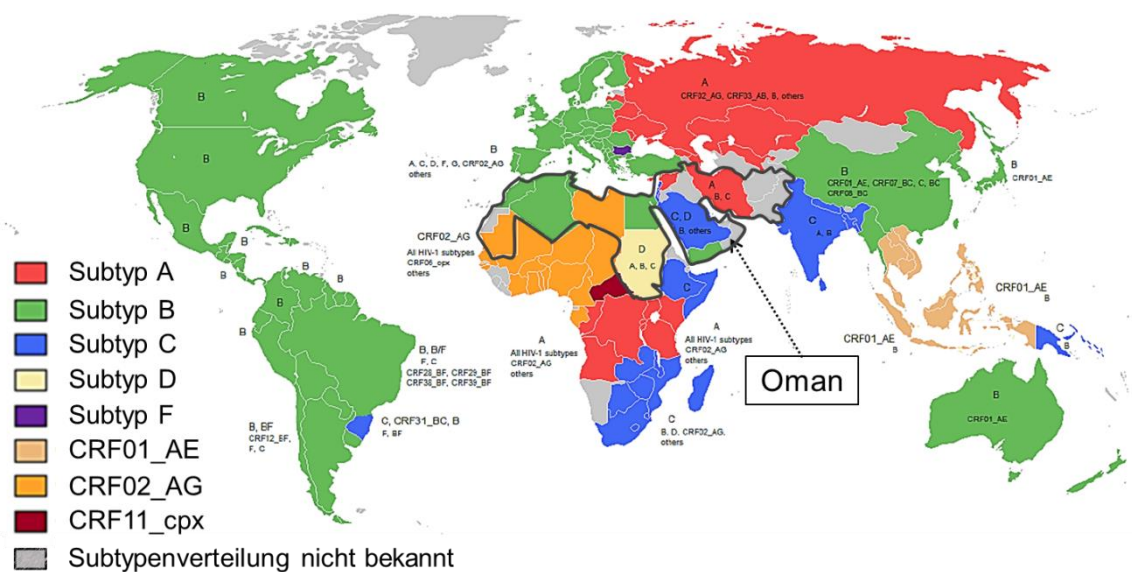 B
B
B
B
B
B
B
B
B
B
B, B/F
F, C
CRF28_BF, CRF29_BF
CRF38_BF, CRF39_BF
B, BF
CRF12_BF,
F, C
C, CRF31_BC, B
F, BF
B
A, C, D, F, G, CRF02_AG
others
A
CRF02_AG, CRF03_AB, B, others
A
B, C
C, D
B, others
CRF02_AG
All HIV-1 subtypes
CRF06_cpx
others
D
A, B, C
C
A
All HIV-1 subtypes
CRF02_AG
others
A
All HIV-1 subtypes
CRF02_AG
others
C
B, D, CRF02_AG,
others
B
CRF01_AE, CRF07_BC, C, BC
CRF08_BC
B
CRF01_AE
C
A, B
CRF01_AE
B
CRF01_AE
B
C
B
B
CRF01_AE
Oman
Subtyp A
Subtyp B
Subtyp C
Subtyp D
Subtyp F
CRF01_AE
CRF02_AG
CRF11_cpx
Subtypenverteilung nicht bekannt